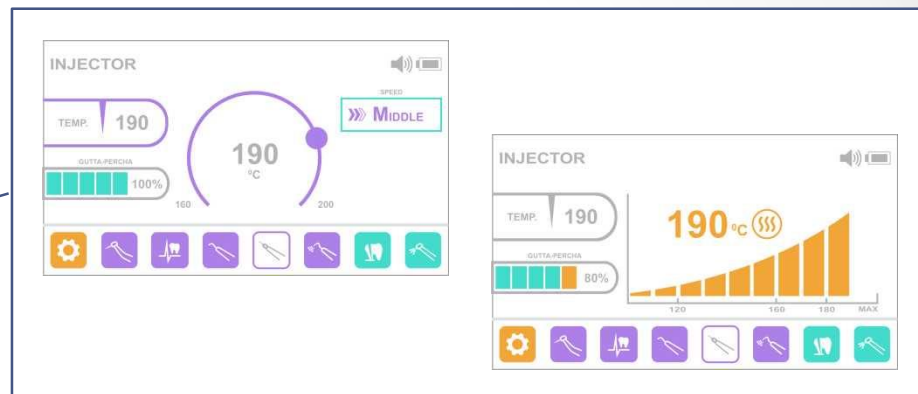 INJECTOR
SPEED
MIDDLE
TEMP. 190
GUTTA-PERCHA
100%
190
°C
160 200
INJECTOR
TEMP. 190
190 °C
GUTTA-PERCHA
80%
120 160 180 MAX